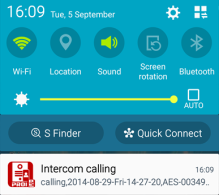 16:09 Tue, 5 September
Wi-Fi Location Sound Screen rotation Bluetooth
AUTO
S Finder Quick Connect
Intercom calling 16:09
calling,2014-08-29-Fri-14-27-20,AES-00349..